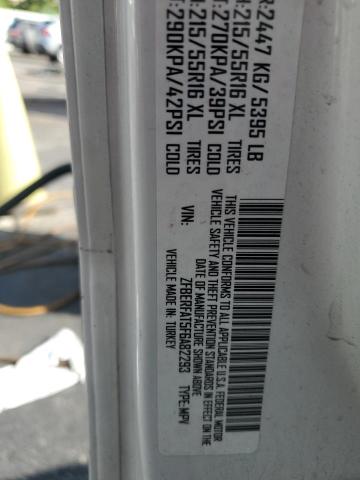 R:2447 KG/5395 LB
:215/55R16 XL TIRES
:270KPA/39PSI COLD
:215/55R16 XL TIRES
:290KPA/42PSI COLD
THIS VEHICLE CONFORMS TO ALL APPLICABLE U.S.A. FEDERAL MOTOR
VEHICLE SAFETY AND THEFT PREVENTION STANDARDS IN EFFECT ON THE
DATE OF MANUFACTURE SHOWN ABOVE
VIN: ZFBERFAT5F6A82293 TYPE:MPV
VEHICLE MADE IN: TURKEY